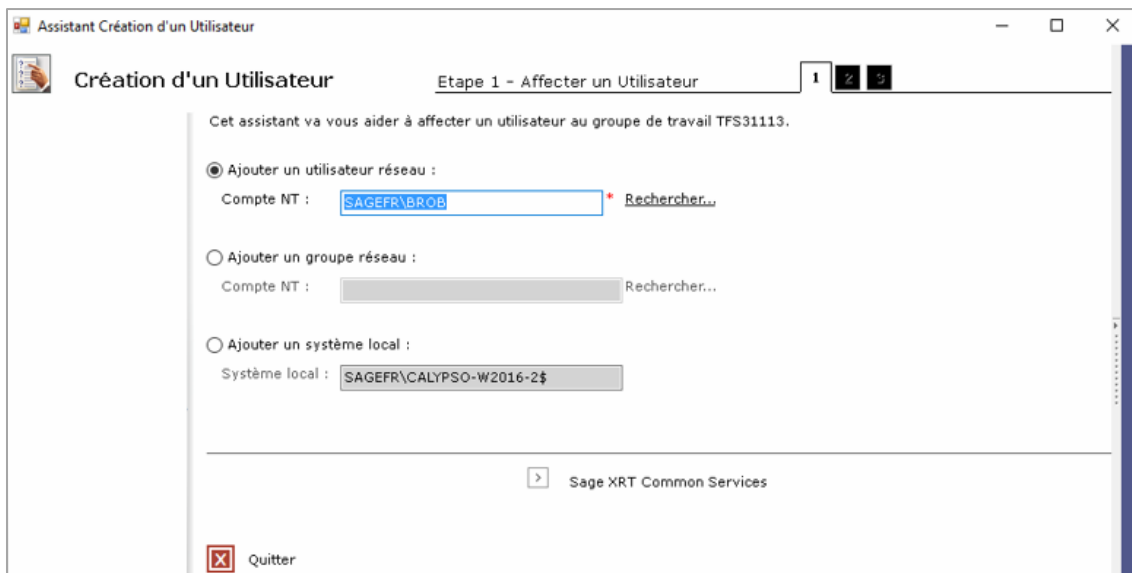 Assistant Création d'un Utilisateur
Création d'un Utilisateur
Etape 1 - Affecter un Utilisateur
1 2 3
Cet assistant va vous aider à affecter un utilisateur au groupe de travail TFS31113.
Ajouter un utilisateur réseau :
Compte NT : SAGEFR\BROB * Rechercher...
Ajouter un groupe réseau :
Compte NT : Rechercher...
Ajouter un système local :
Système local : SAGEFR\CALYPSO-W2016-2$
> Sage XRT Common Services
Quitter